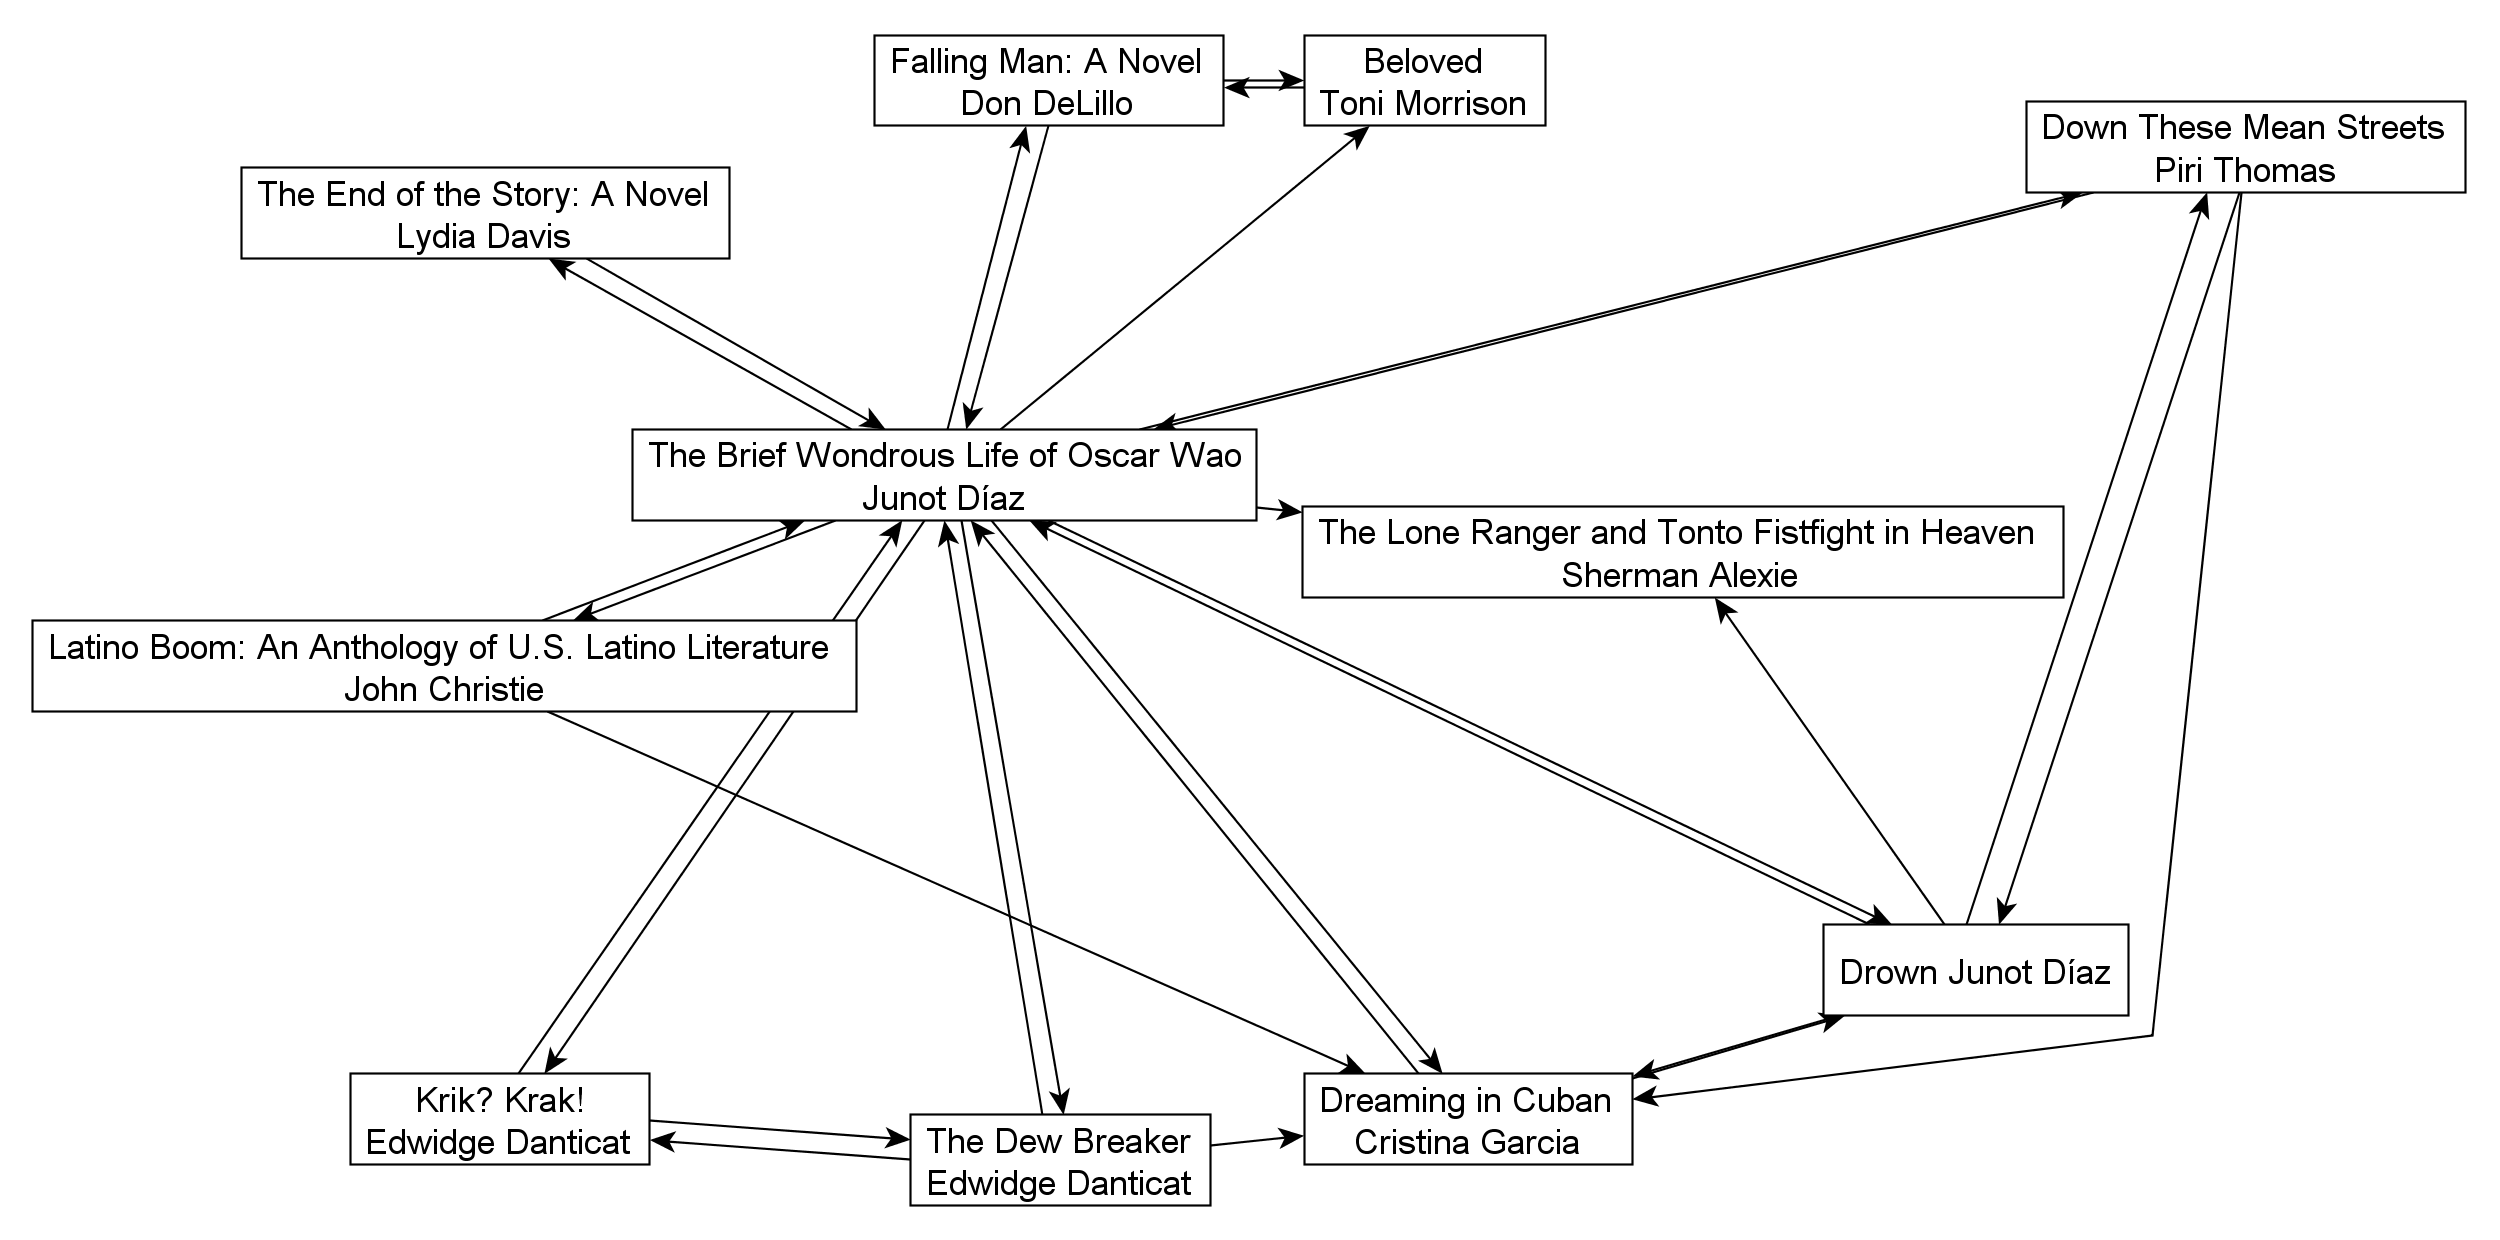 Falling Man: A Novel
Don DeLillo
Beloved
Toni Morrison
Down These Mean Streets
Piri Thomas
The End of the Story: A Novel
Lydia Davis
The Brief Wondrous Life of Oscar Wao
Junot Díaz
The Lone Ranger and Tonto Fistfight in Heaven
Sherman Alexie
Latino Boom: An Anthology of U.S. Latino Literature
John Christie
Drown Junot Díaz
Krik? Krak!
Edwidge Danticat
The Dew Breaker
Edwidge Danticat
Dreaming in Cuban
Cristina Garcia